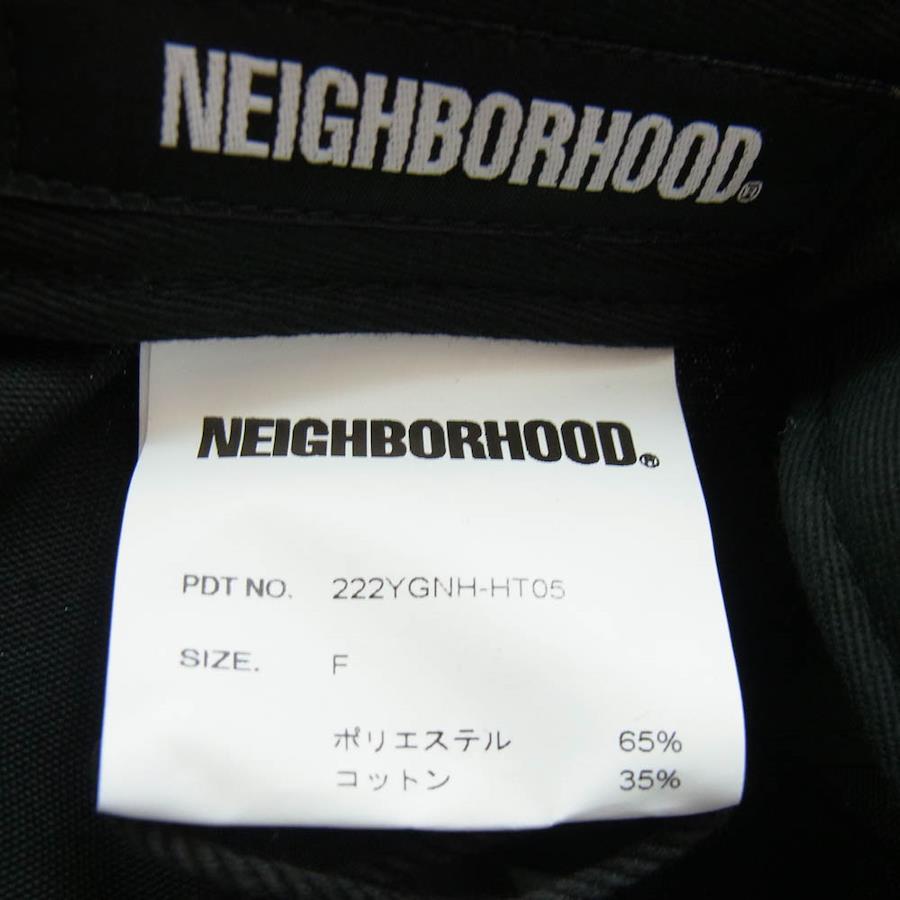 NEIGHBORHOOD®
NEIGHBORHOOD®
PDT NO. 222YGNH-HT05
SIZE. F
ポリエステル 65%
コットン 35%